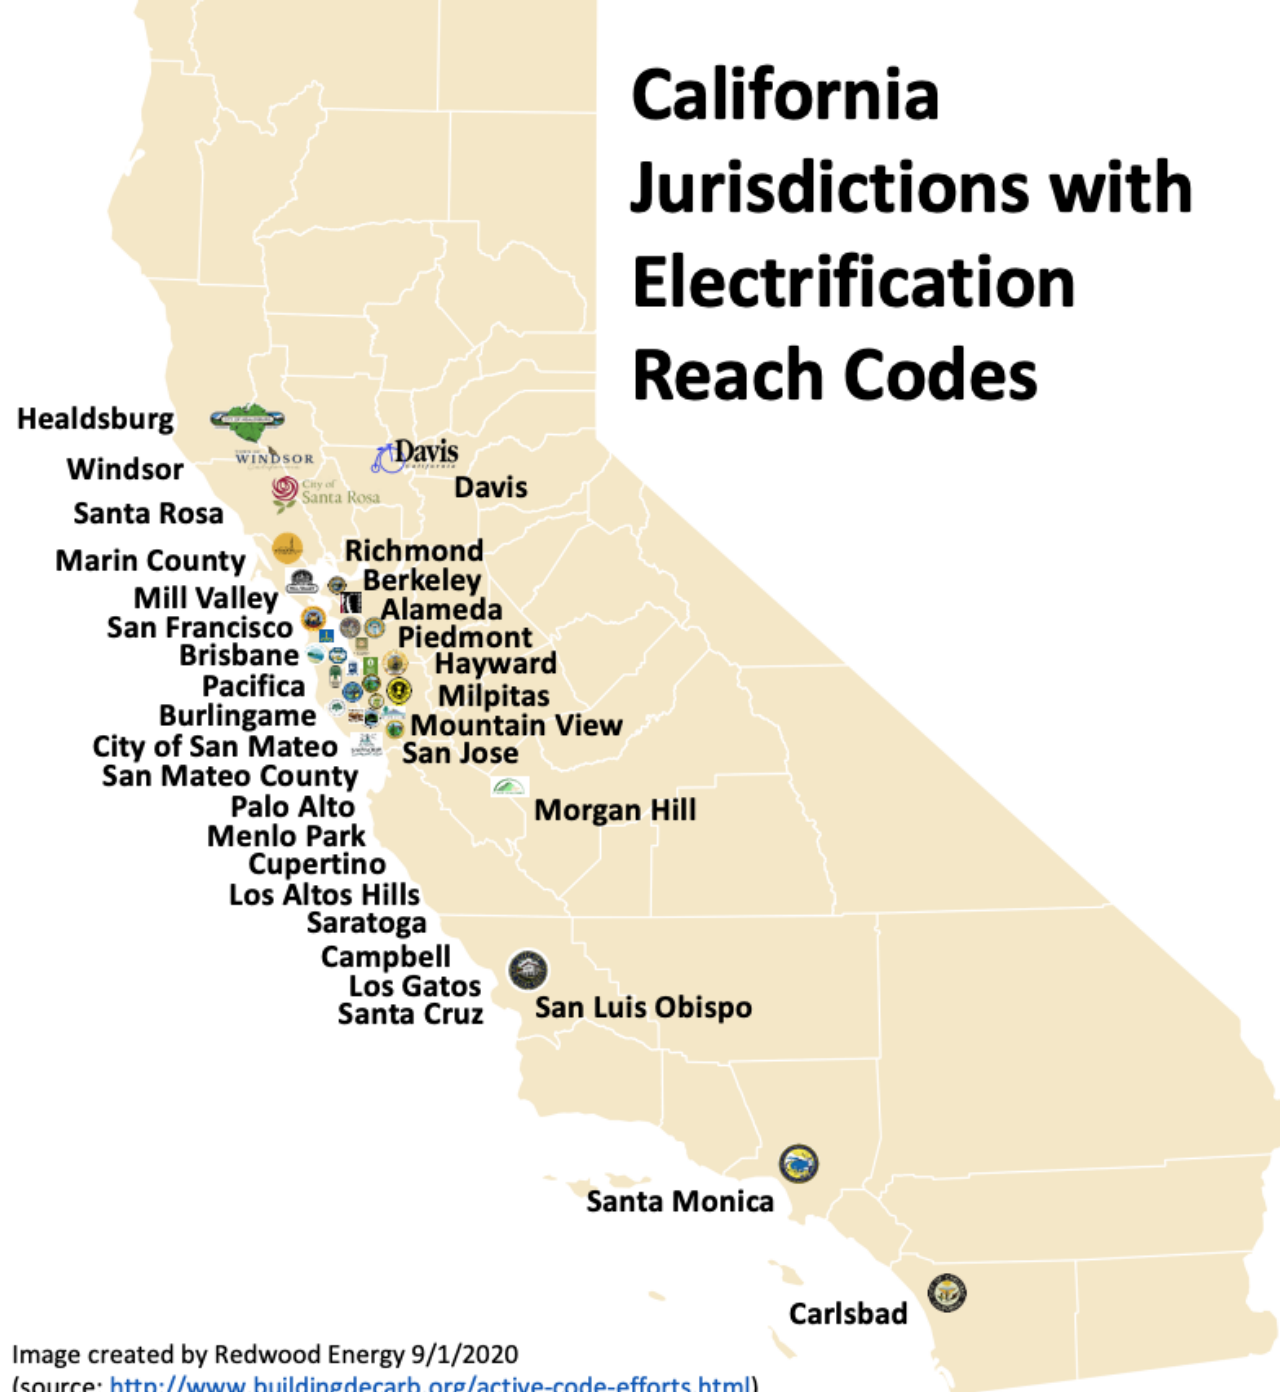 California
Jurisdictions with
Electrification
Reach Codes
Healdsburg
WINDSOR
Davis
California
Windsor
Davis
City of
Santa Rosa
Santa Rosa
Marin County
Richmond
Berkeley
Mill Valley
Alameda
San Francisco
Piedmont
Brisbane
Hayward
Pacifica
Milpitas
Burlingame
Mountain View
City of San Mateo
San Jose
San Mateo County
Palo Alto
Morgan Hill
Menlo Park
Cupertino
Los Altos Hills
Saratoga
Campbell
Los Gatos
Santa Cruz
San Luis Obispo
Santa Monica
Carlsbad
Image created by Redwood Energy 9/1/2020
(source: http://www.buildingdecarb.org/active-code-efforts.html)